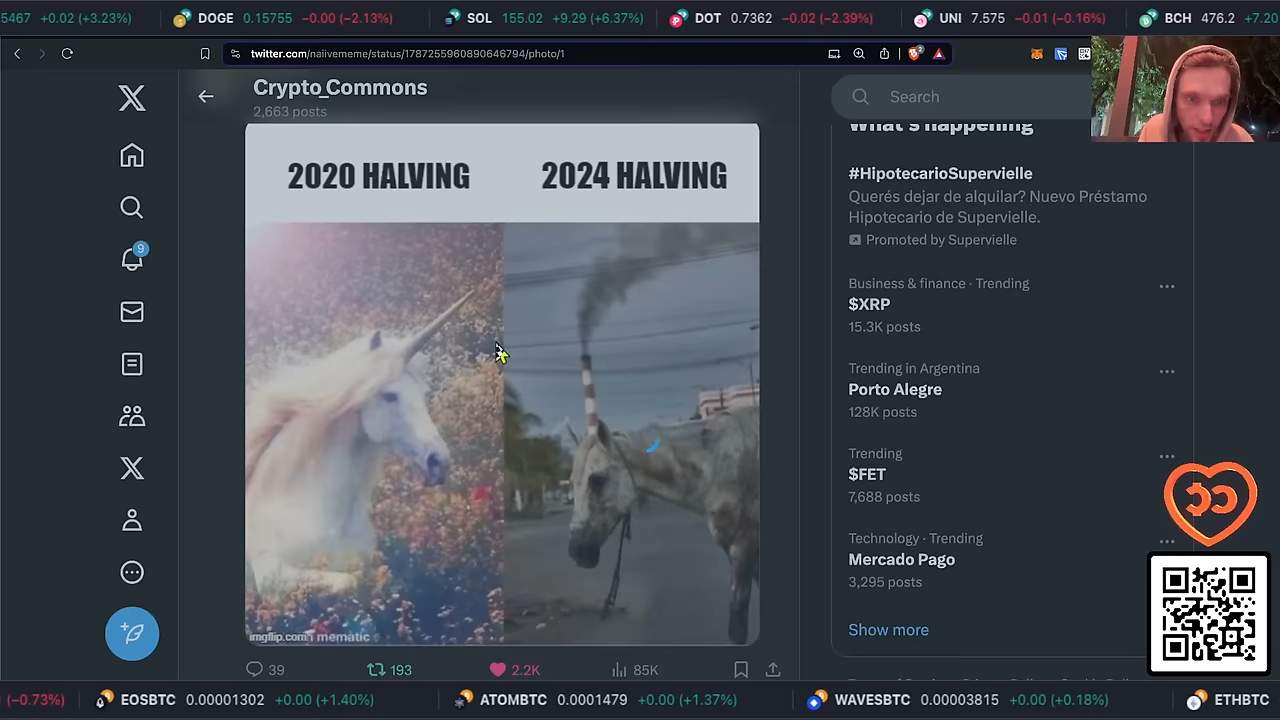 5467 +0.02 (+3.23%) DOGE 0.15755 -0.00 (−2.13%) SOL 155.02 +9.29 (+6.37%) DOT 0.7362 -0.02 (−2.39%) UNI 7.575 -0.01 (−0.16%) BCH 476.2 +7.20
twitter.com/naiivememe/status/1787255960890646794/photo/1
2
Crypto_Commons
2,663 posts
Search
2020 HALVING 2024 HALVING
imgflip.com mematic
9
39 193 2.2K 85K
What's happening
#HipotecarioSupervielle
Querés dejar de alquilar? Nuevo Préstamo
Hipotecario de Supervielle.
Promoted by Supervielle
Business & finance · Trending
$XRP
15.3K posts
Trending in Argentina
Porto Alegre
128K posts
Trending
$FET
7,688 posts
Technology · Trending
Mercado Pago
3,295 posts
Show more
(−0.73%) EOSBTC 0.00001302 +0.00 (+1.40%) ATOMBTC 0.0001479 +0.00 (+1.37%) WAVESBTC 0.00003815 +0.00 (+0.18%) ETHBTC